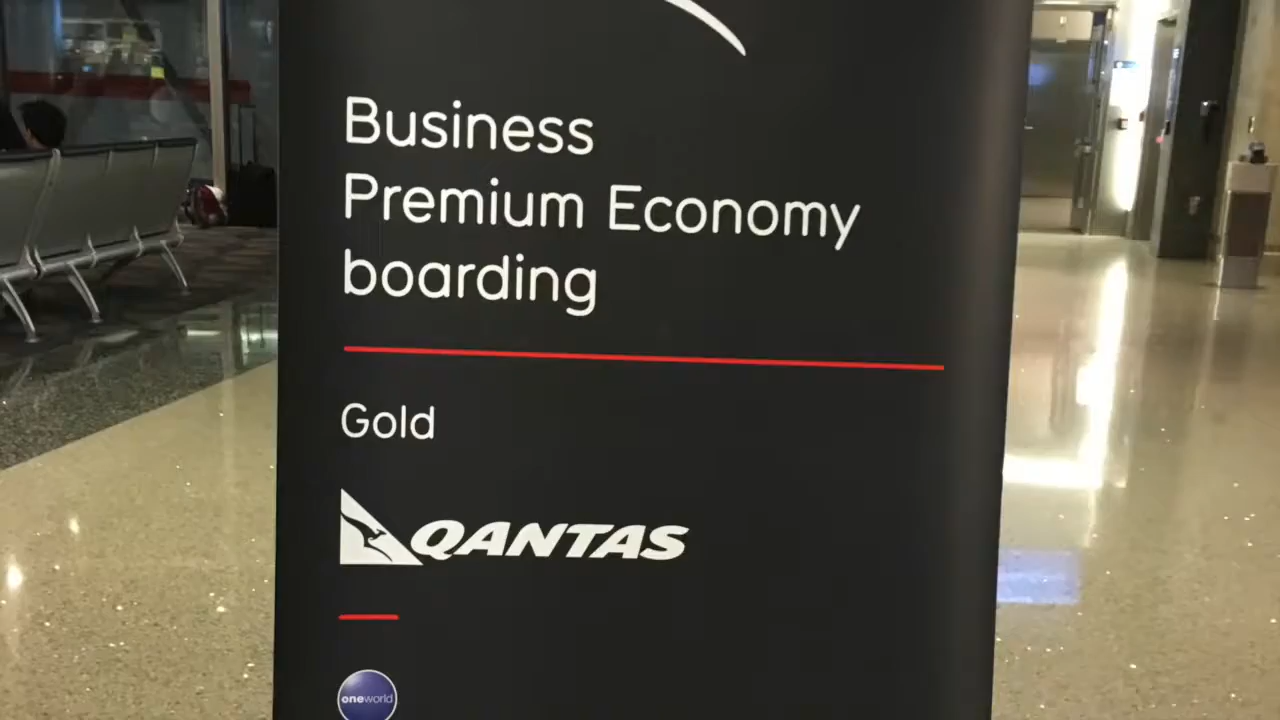 Business
Premium Economy
boarding
Gold
QANTAS
oneworld